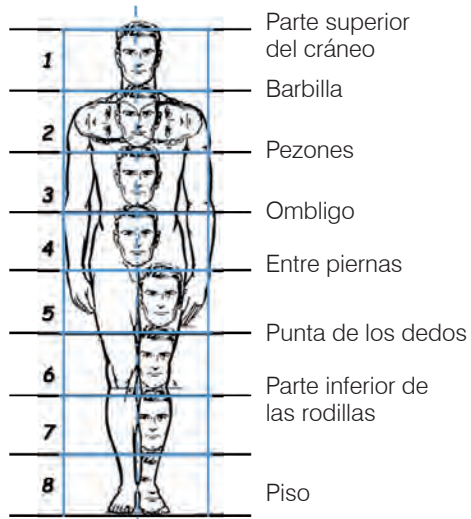 Parte superior
del cráneo
1
Barbilla
2
Pezones
3
Ombligo
4
Entre piernas
5
Punta de los dedos
6
Parte inferior de
las rodillas
7
8
Piso